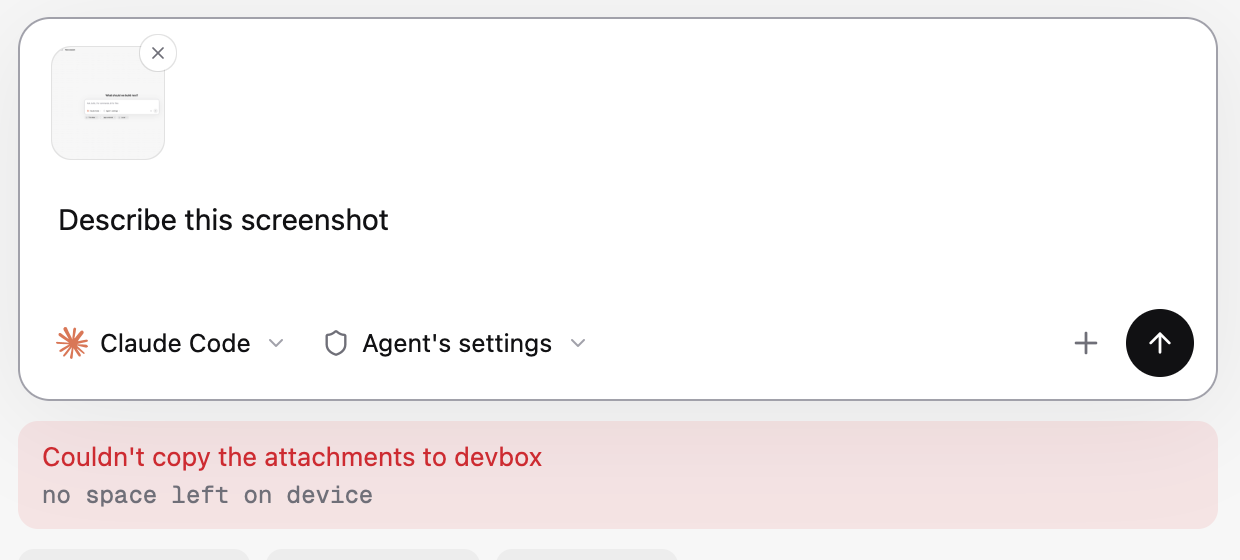 Describe this screenshot
Claude Code
Agent's settings
Couldn't copy the attachments to devbox
no space left on device